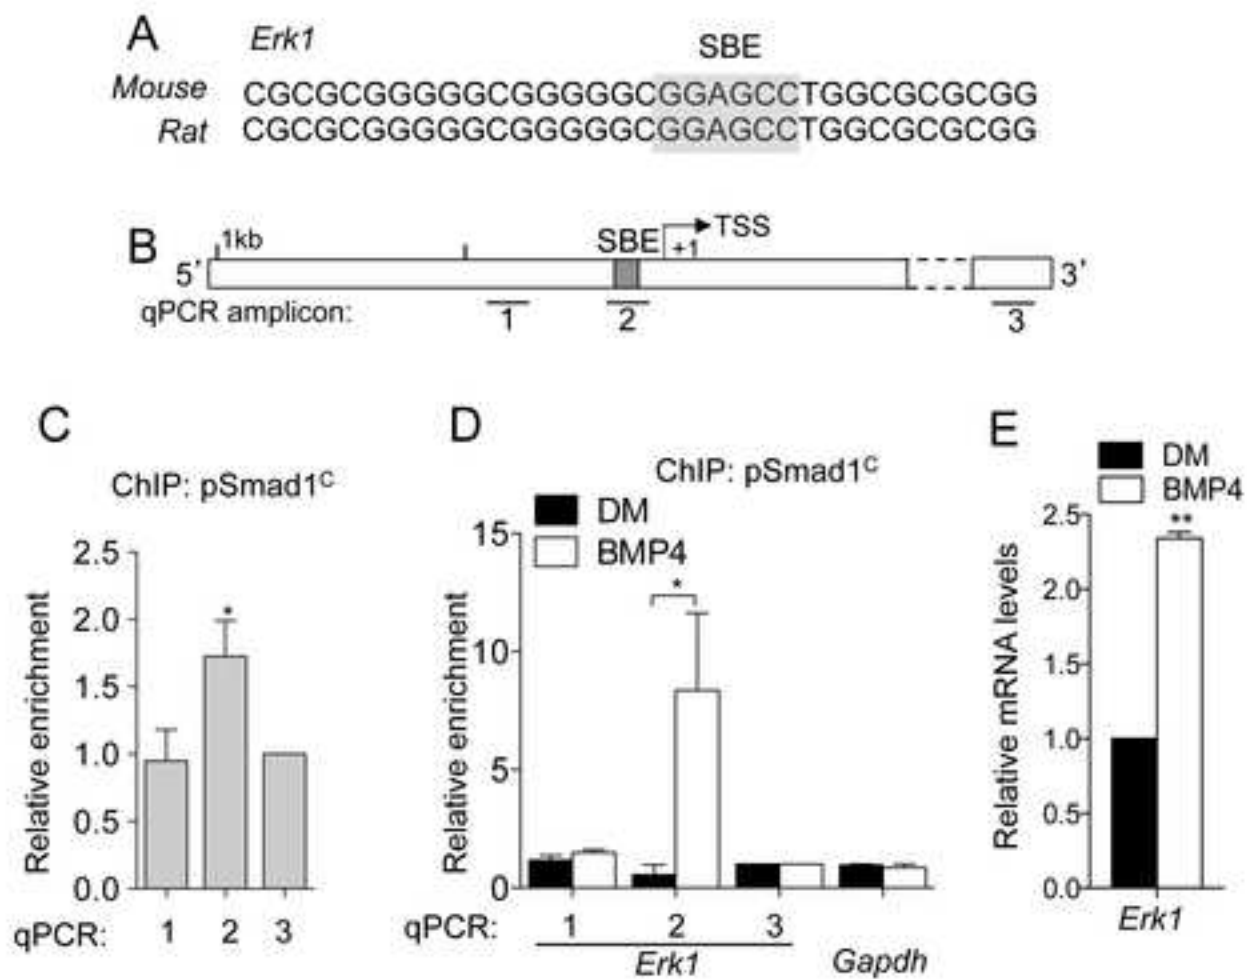 A
Erk1
SBE
Mouse
CGCGCGGGGGCGGGGGCGGAGCCTGGCGCGCGG
Rat
CGCGCGGGGGCGGGGGCGGAGCCTGGCGCGCGG
B
1kb
SBE
TSS
+1
5’
3’
qPCR amplicon:
1
2
3
C
ChIP: pSmad1ᶜ
Relative enrichment
2.5
2.0
1.5
1.0
0.5
0.0
*
qPCR: 1 2 3
D
ChIP: pSmad1ᶜ
DM
BMP4
Relative enrichment
15
10
5
0
*
qPCR: 1 2 3
Erk1
Gapdh
E
DM
BMP4
Relative mRNA levels
2.5
2.0
1.5
1.0
0.5
0.0
**
Erk1